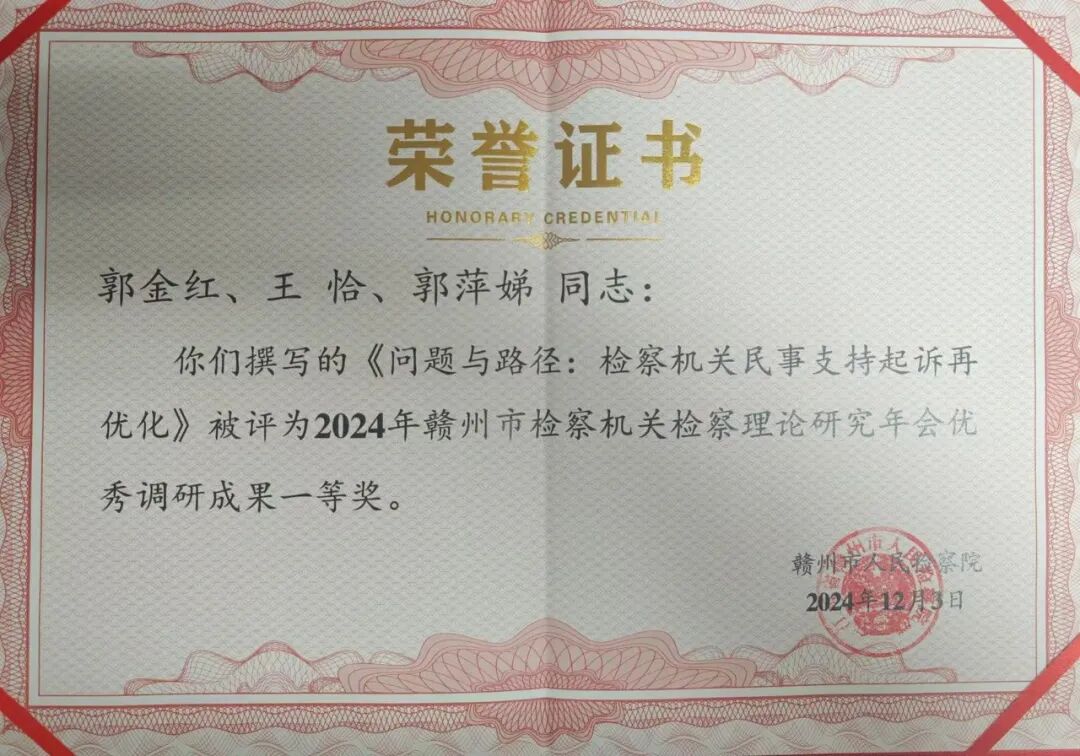 荣誉证书
HONORARY CREDENTIAL
郭金红、王 恰、郭萍娣 同志：
你们撰写的《问题与路径：检察机关民事支持起诉再
优化》被评为2024年赣州市检察机关检察理论研究年会优
秀调研成果一等奖。
赣州市人民检察院
2024年12月3日